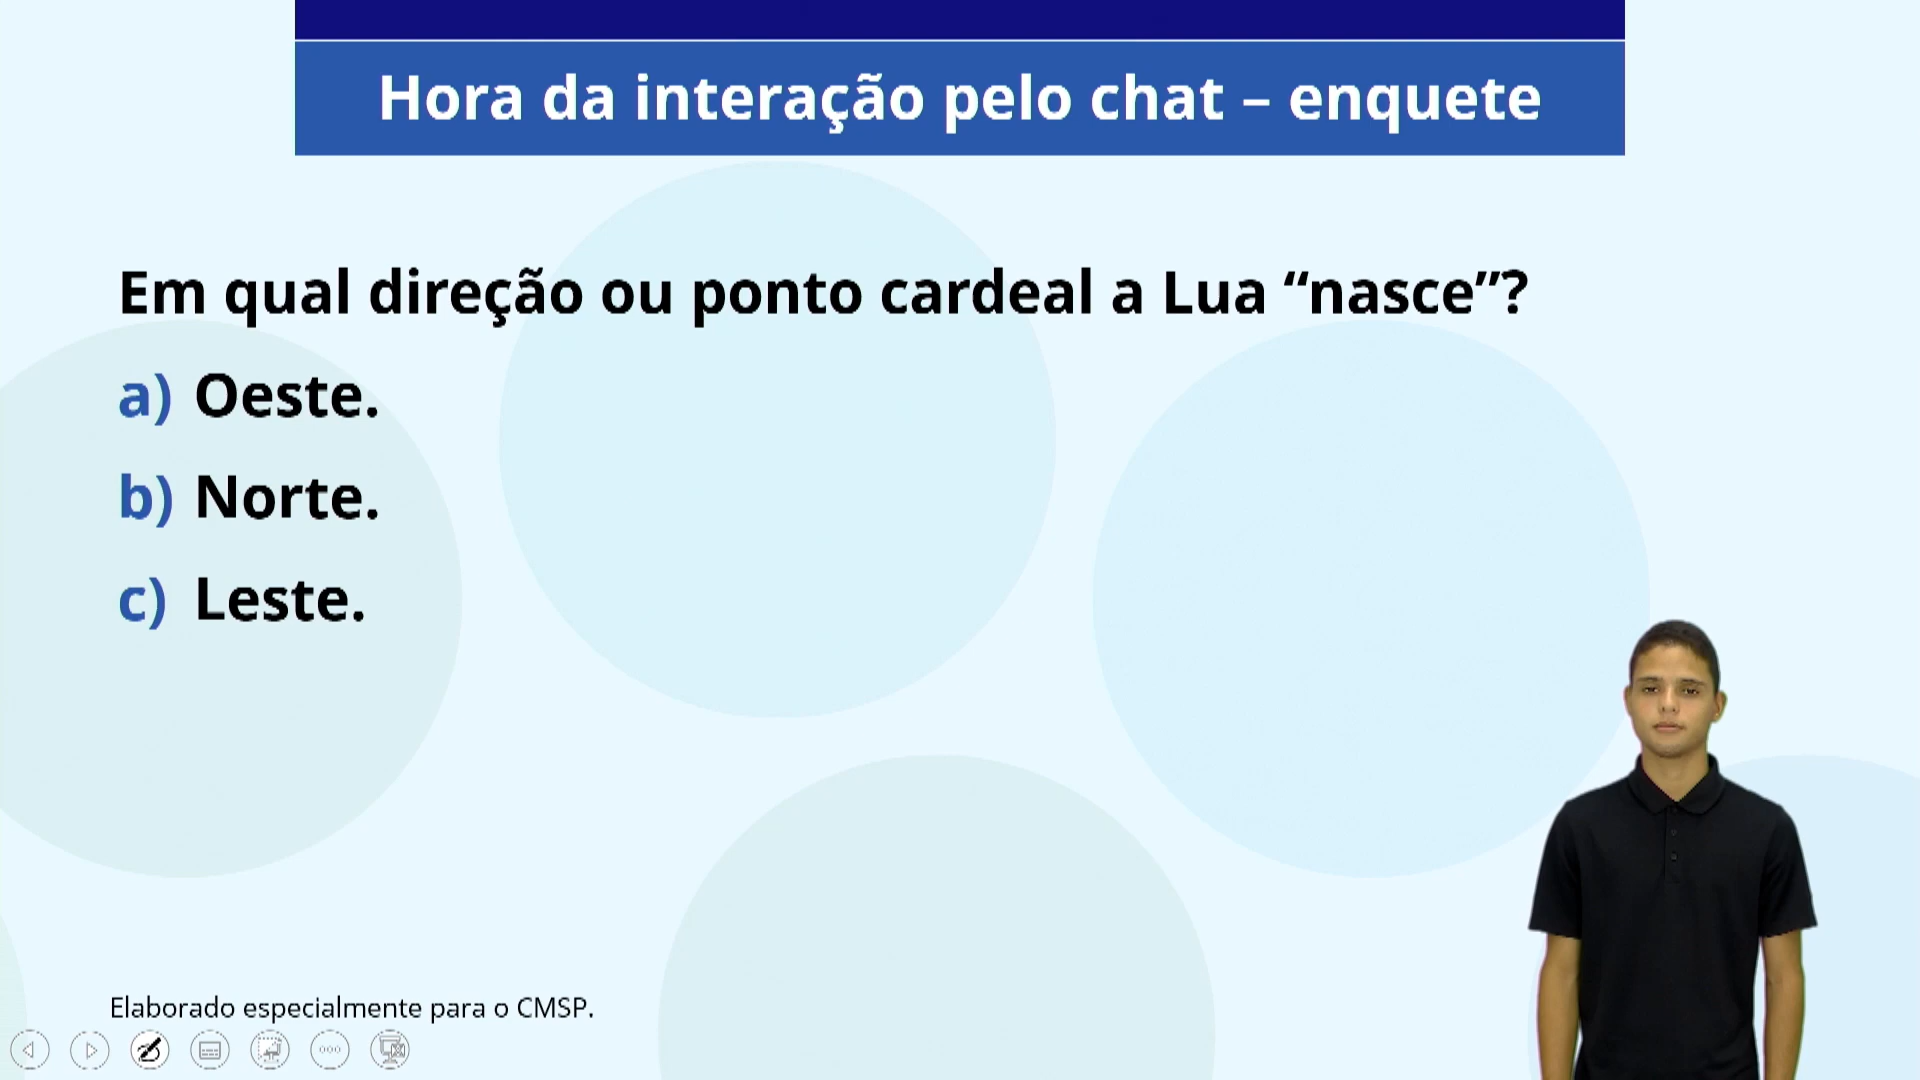 Hora da interação pelo chat – enquete
Em qual direção ou ponto cardeal a Lua “nasce”?
a) Oeste.
b) Norte.
c) Leste.
Elaborado especialmente para o CMSP.